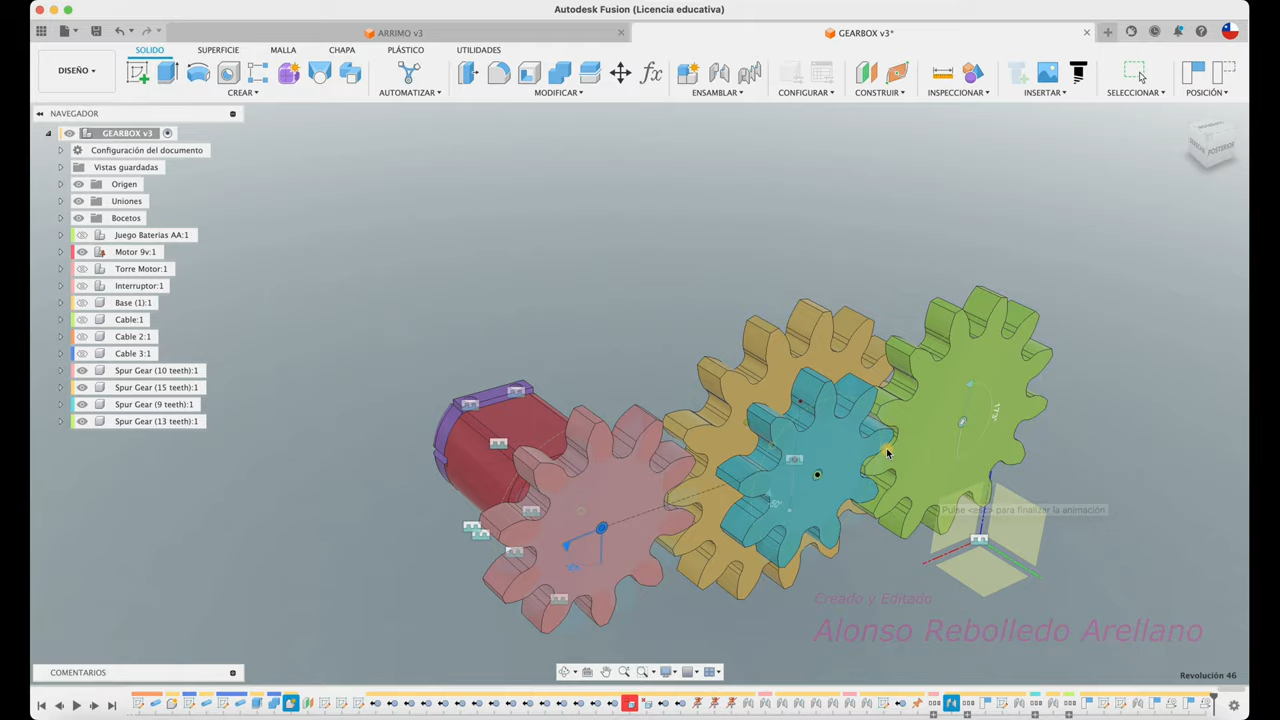 Autodesk Fusion (Licencia educativa)
ARRIMO v3
GEARBOX v3*
DISEÑO
SOLIDO
SUPERFICIE
MALLA
CHAPA
PLÁSTICO
UTILIDADES
CREAR
AUTOMATIZAR
MODIFICAR
fx
ENSAMBLAR
CONFIGURAR
CONSTRUIR
INSPECCIONAR
INSERTAR
SELECCIONAR
POSICIÓN
NAVEGADOR
GEARBOX v3
Configuración del documento
Vistas guardadas
Origen
Uniones
Bocetos
Juego Baterias AA:1
Motor 9v:1
Torre Motor:1
Interruptor:1
Base (1):1
Cable:1
Cable 2:1
Cable 3:1
Spur Gear (10 teeth):1
Spur Gear (15 teeth):1
Spur Gear (9 teeth):1
Spur Gear (13 teeth):1
POSTERIOR
Pulse <esc> para finalizar la animación
Creado y Editado
Alonso Rebolledo Arellano
Revolución 46
COMENTARIOS